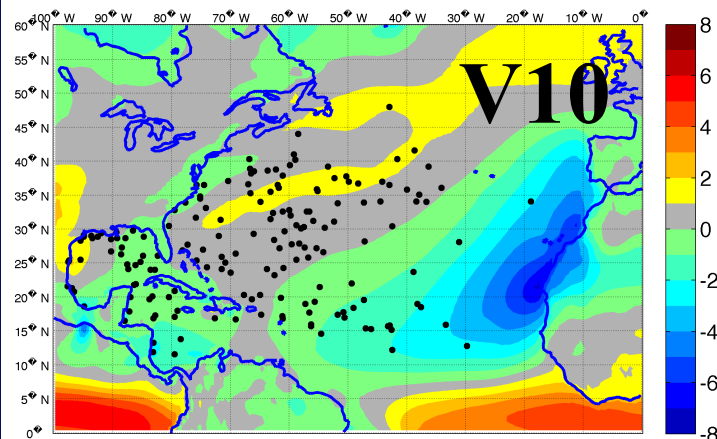 100� W 90� W 80� W 70� W 60� W 50� W 40� W 30� W 20� W 10� W 0�
60� N
55� N
50� N
45� N
40� N
35� N
30� N
25� N
20� N
15� N
10� N
5� N
0�
V10
8
6
4
2
0
-2
-4
-6
-8